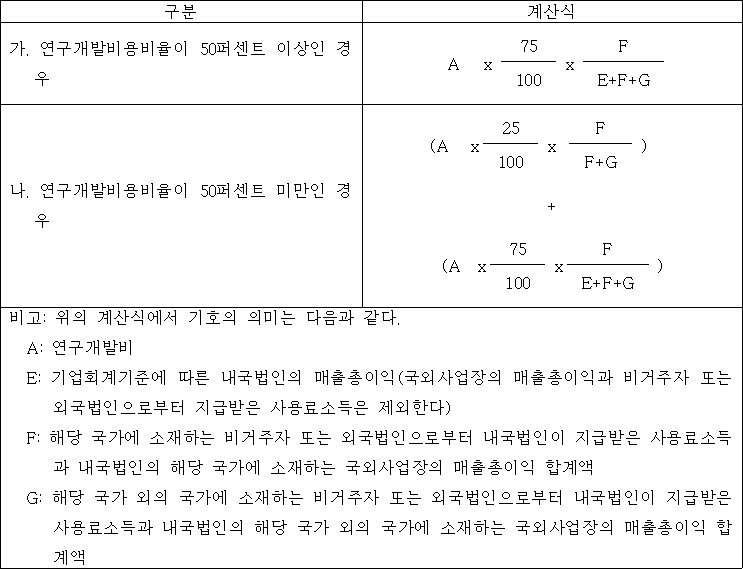 구분 계산식
가. 연구개발비용비율이 50퍼센트 이상인 경
우
75 F
A x ――― x ―――
100 E+F+G
나. 연구개발비용비율이 50퍼센트 미만인 경
우
25 F
(A x ――― x ――― )
100 F+G
+
75 F
(A x ――― x ――― )
100 E+F+G
비고: 위의 계산식에서 기호의 의미는 다음과 같다.
A: 연구개발비
E: 기업회계기준에 따른 내국법인의 매출총이익(국외사업장의 매출총이익과 비거주자 또는
외국법인으로부터 지급받은 사용료소득은 제외한다)
F: 해당 국가에 소재하는 비거주자 또는 외국법인으로부터 내국법인이 지급받은 사용료소득
과 내국법인의 해당 국가에 소재하는 국외사업장의 매출총이익 합계액
G: 해당 국가 외의 국가에 소재하는 비거주자 또는 외국법인으로부터 내국법인이 지급받은
사용료소득과 내국법인의 해당 국가 외의 국가에 소재하는 국외사업장의 매출총이익 합
계액